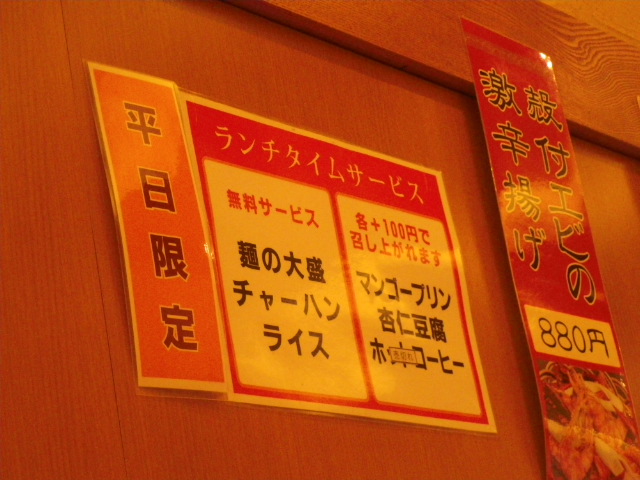 平日限定
ランチタイムサービス
無料サービス
麺の大盛
チャーハン
ライス
各+100円で
召し上がれます
マンゴープリン
杏仁豆腐
ホットコーヒー
売切れ
殻付エビの
激辛揚げ
880円